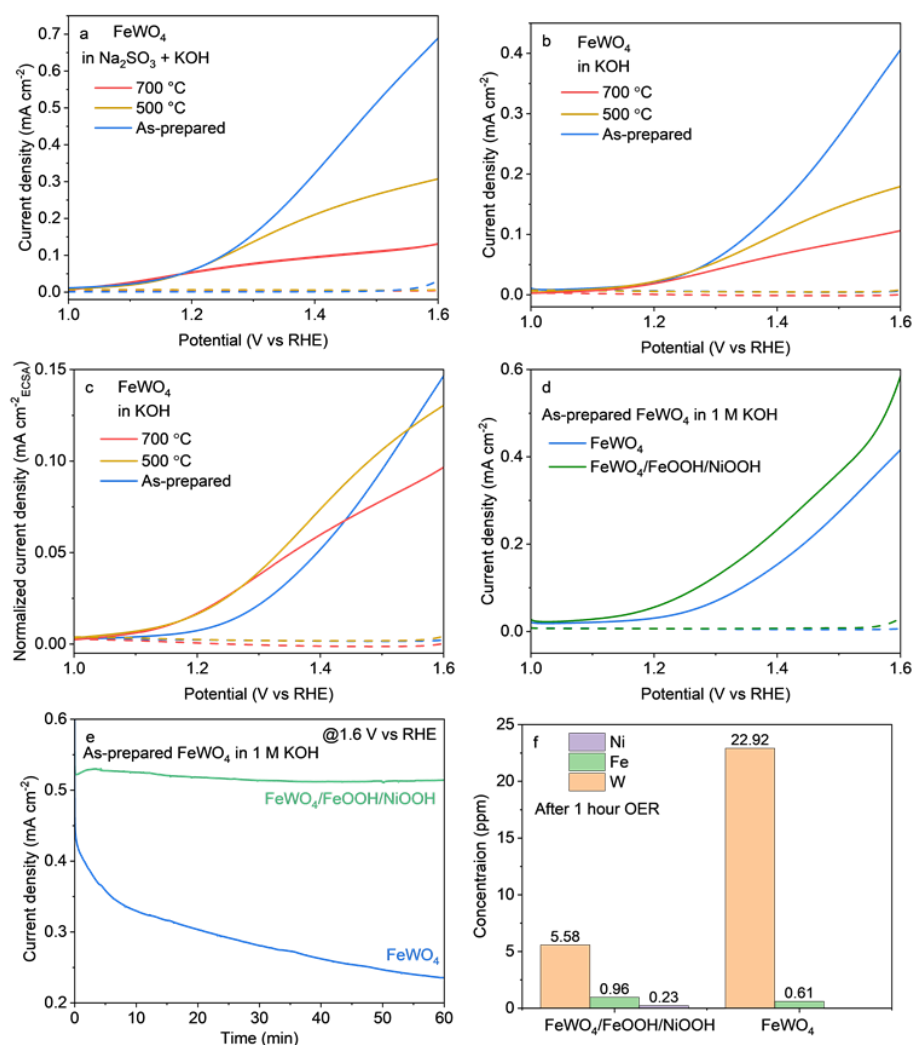 a
FeWO₄
in Na₂SO₃ + KOH
700 °C
500 °C
As-prepared
0.7
0.6
0.5
0.4
0.3
0.2
0.1
0.0
Current density (mA cm⁻²)
1.0 1.2 1.4 1.6
Potential (V vs RHE)
b
FeWO₄
in KOH
700 °C
500 °C
As-prepared
0.4
0.3
0.2
0.1
0.0
Current density (mA cm⁻²)
1.0 1.2 1.4 1.6
Potential (V vs RHE)
c
FeWO₄
in KOH
700 °C
500 °C
As-prepared
0.15
0.10
0.05
0.00
Normalized current density (mA cm⁻²ECSA)
1.0 1.2 1.4 1.6
Potential (V vs RHE)
d
As-prepared FeWO₄ in 1 M KOH
FeWO₄
FeWO₄/FeOOH/NiOOH
0.6
0.4
0.2
0.0
Current density (mA cm⁻²)
1.0 1.2 1.4 1.6
Potential (V vs RHE)
e
@1.6 V vs RHE
As-prepared FeWO₄ in 1 M KOH
FeWO₄/FeOOH/NiOOH
FeWO₄
0.6
0.5
0.4
0.3
0.2
Current density (mA cm⁻²)
0 10 20 30 40 50 60
Time (min)
f
Ni
Fe
W
After 1 hour OER
22.92
5.58
0.96
0.23
0.61
25
20
15
10
5
0
Concentraion (ppm)
FeWO₄/FeOOH/NiOOH FeWO₄